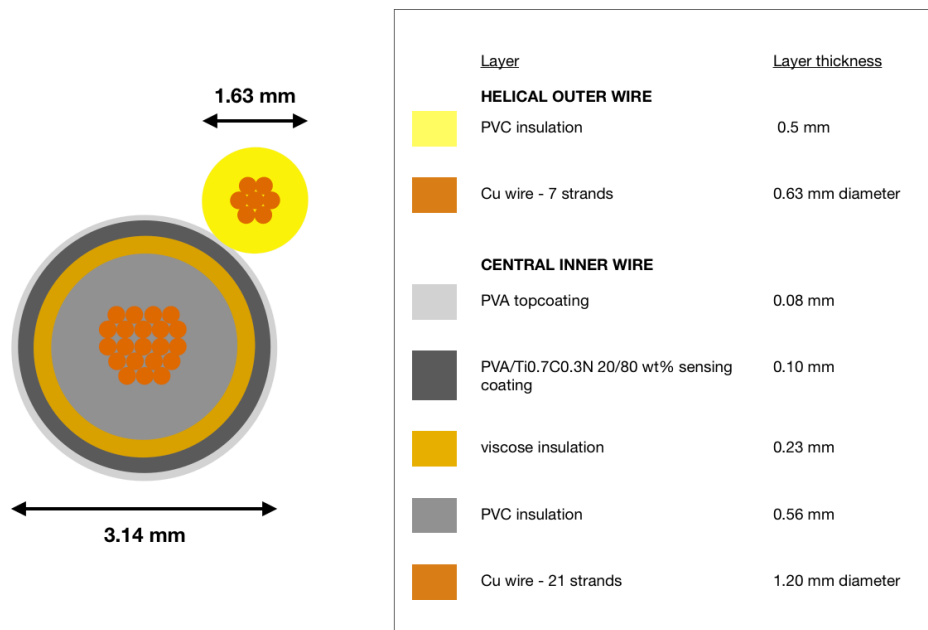 1.63 mm
3.14 mm
Layer Layer thickness
HELICAL OUTER WIRE
PVC insulation 0.5 mm
Cu wire - 7 strands 0.63 mm diameter
CENTRAL INNER WIRE
PVA topcoating 0.08 mm
PVA/Ti0.7C0.3N 20/80 wt% sensing 0.10 mm
coating
viscose insulation 0.23 mm
PVC insulation 0.56 mm
Cu wire - 21 strands 1.20 mm diameter